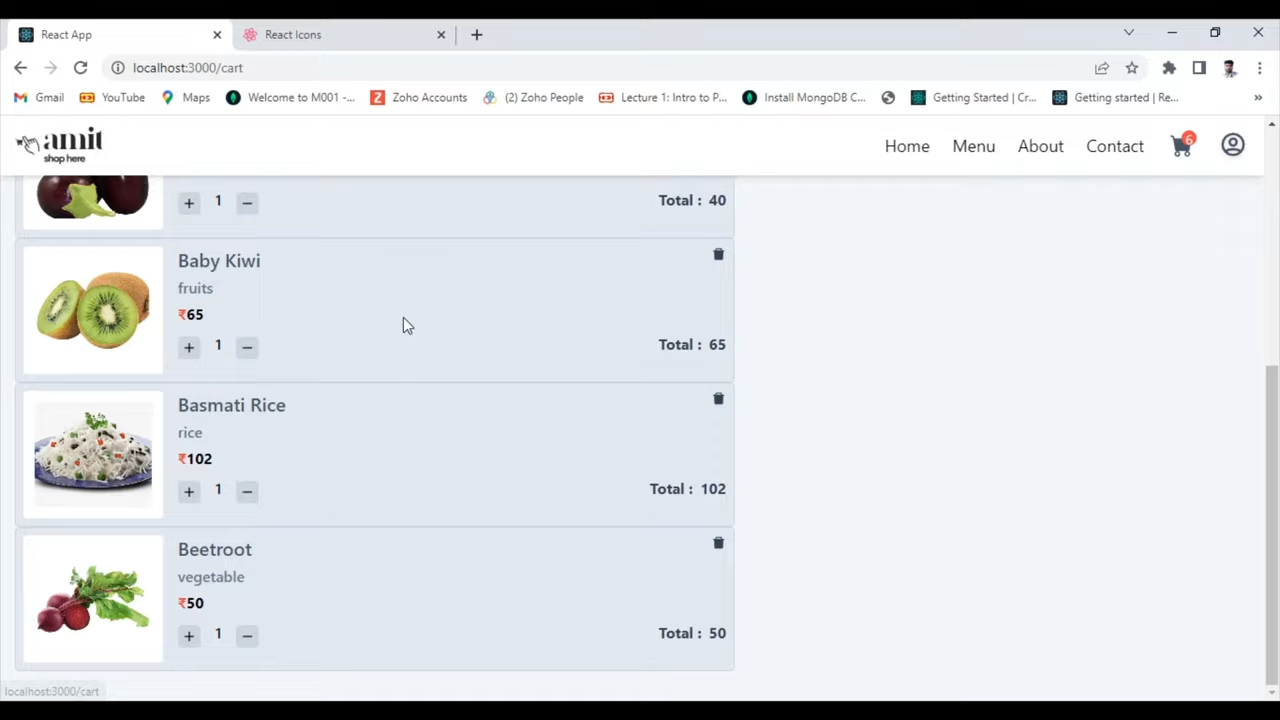 React App
React Icons
localhost:3000/cart
Gmail
YouTube
Maps
Welcome to M001 -...
Zoho Accounts
(2) Zoho People
Lecture 1: Intro to P...
Install MongoDB C...
Getting Started | Cr...
Getting started | Re...
»
amit
shop here
Home
Menu
About
Contact
6
+ 1 −
Total : 40
Baby Kiwi
fruits
₹65
+ 1 −
Total : 65
Basmati Rice
rice
₹102
+ 1 −
Total : 102
Beetroot
vegetable
₹50
+ 1 −
Total : 50
localhost:3000/cart